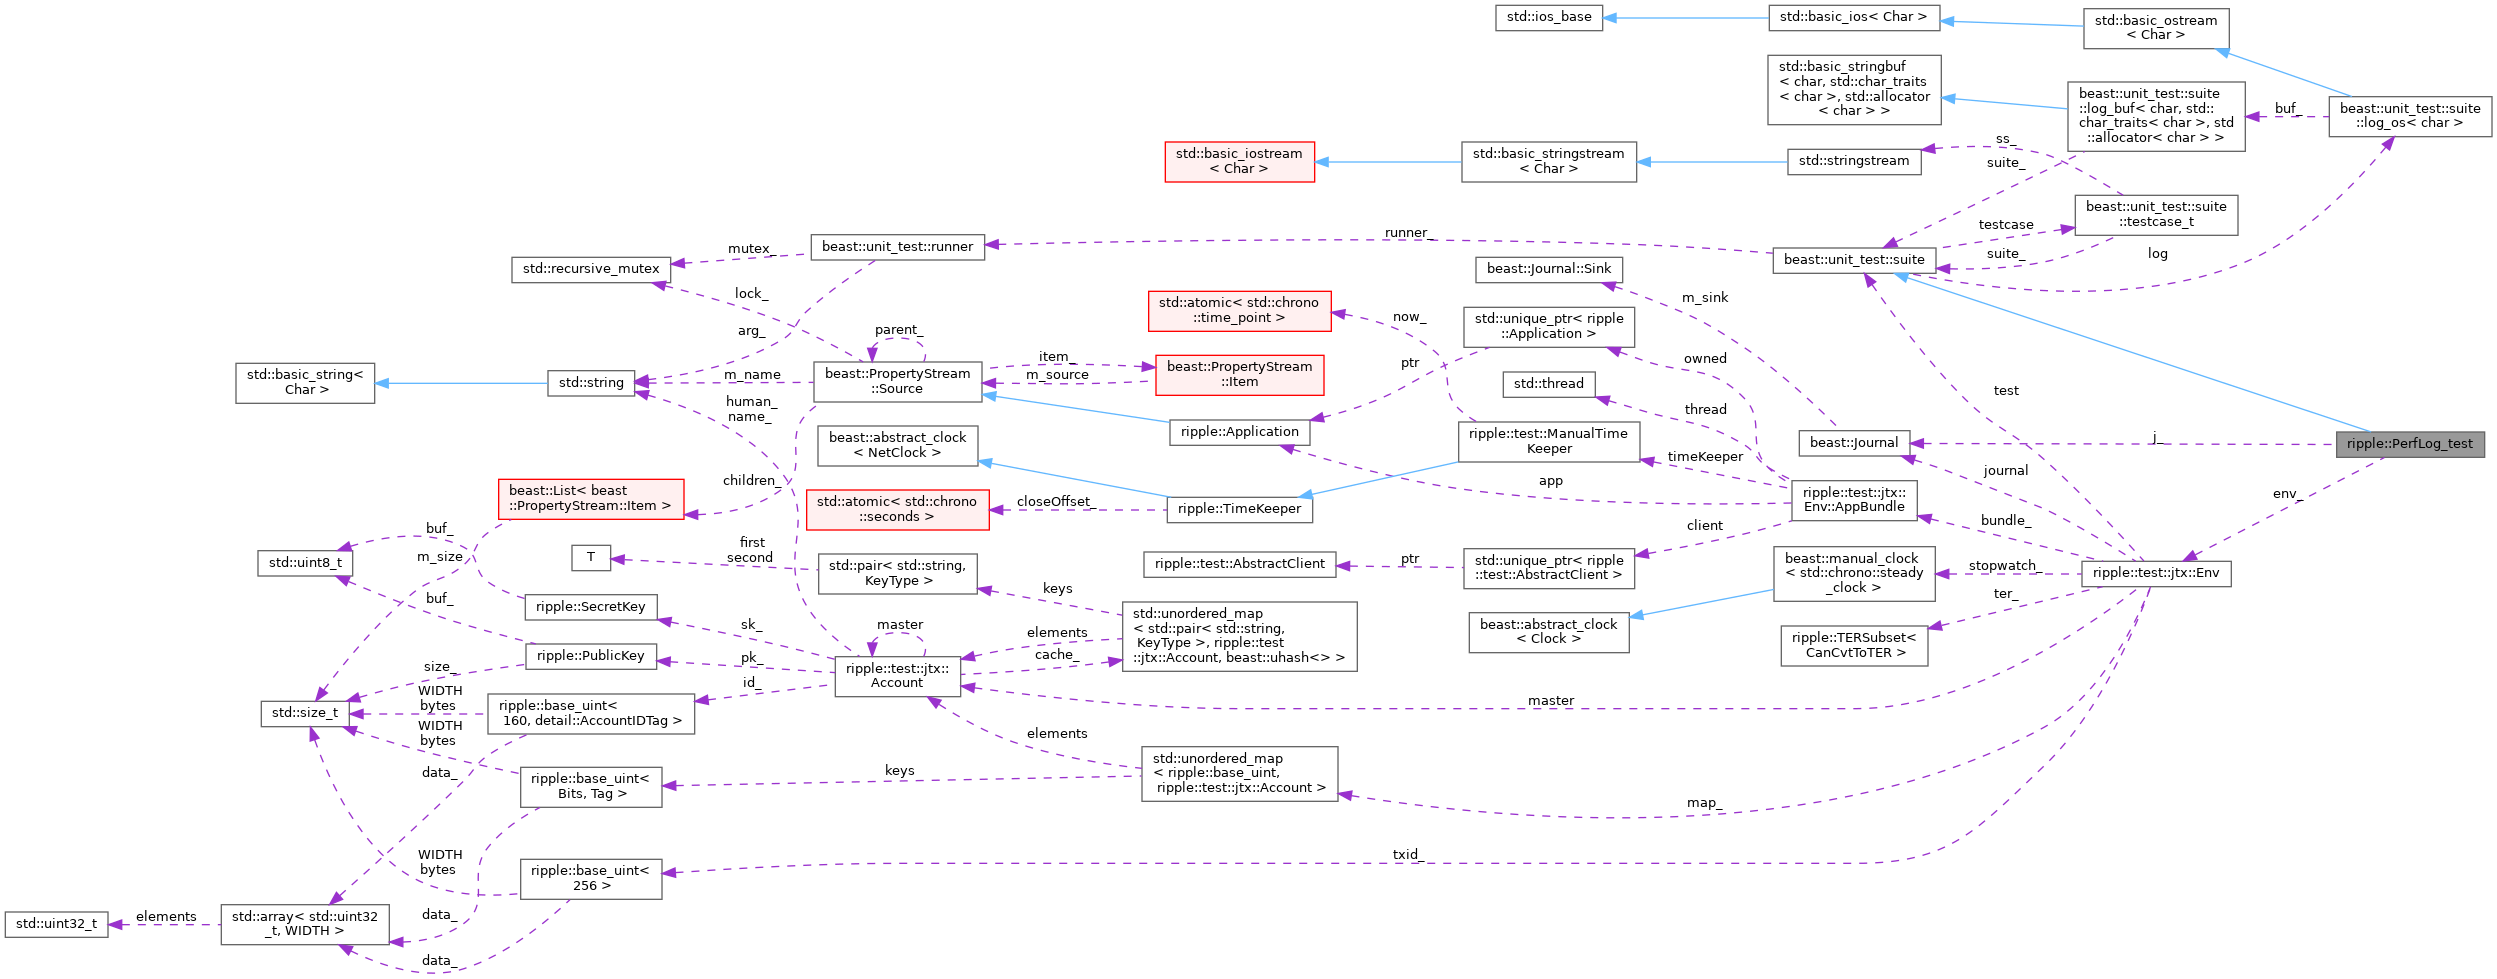 std::ios_base
std::basic_ios< Char >
std::basic_ostream
< Char >
std::basic_stringbuf
< char, std::char_traits
< char >, std::allocator
< char > >
beast::unit_test::suite
::log_buf< char, std::
char_traits< char >, std
::allocator< char > >
buf_
beast::unit_test::suite
::log_os< char >
std::basic_iostream
< Char >
std::basic_stringstream
< Char >
std::stringstream
ss_
suite_
beast::unit_test::suite
::testcase_t
testcase
suite_
log
runner_
beast::unit_test::suite
mutex_
beast::unit_test::runner
std::recursive_mutex
lock_
arg_
beast::Journal::Sink
m_sink
std::atomic< std::chrono
::time_point >
now_
std::unique_ptr< ripple
::Application >
owned
test
parent_
std::basic_string<
Char >
std::string
m_name
beast::PropertyStream
::Source
item_
m_source
beast::PropertyStream
::Item
ptr
std::thread
thread
human_
name_
beast::abstract_clock
< NetClock >
ripple::Application
ripple::test::ManualTime
Keeper
timeKeeper
app
beast::Journal
j_
ripple::PerfLog_test
journal
env_
children_
beast::List< beast
::PropertyStream::Item >
std::atomic< std::chrono
::seconds >
closeOffset_
ripple::TimeKeeper
ripple::test::jtx::
Env::AppBundle
bundle_
client
buf_
m_size
std::uint8_t
T
first
second
std::pair< std::string,
KeyType >
ripple::test::AbstractClient
ptr
std::unique_ptr< ripple
::test::AbstractClient >
beast::manual_clock
< std::chrono::steady
_clock >
stopwatch_
ripple::test::jtx::Env
ter_
keys
buf_
ripple::SecretKey
sk_
master
elements
cache_
std::unordered_map
< std::pair< std::string,
KeyType >, ripple::test
::jtx::Account, beast::uhash<> >
beast::abstract_clock
< Clock >
ripple::TERSubset<
CanCvtToTER >
ripple::PublicKey
pk_
size_
ripple::test::jtx::
Account
id_
WIDTH
bytes
std::size_t
ripple::base_uint<
160, detail::AccountIDTag >
master
WIDTH
bytes
elements
std::unordered_map
< ripple::base_uint,
ripple::test::jtx::Account >
data_
ripple::base_uint<
Bits, Tag >
keys
map_
WIDTH
bytes
ripple::base_uint<
256 >
txid_
std::uint32_t
elements
std::array< std::uint32
_t, WIDTH >
data_
data_